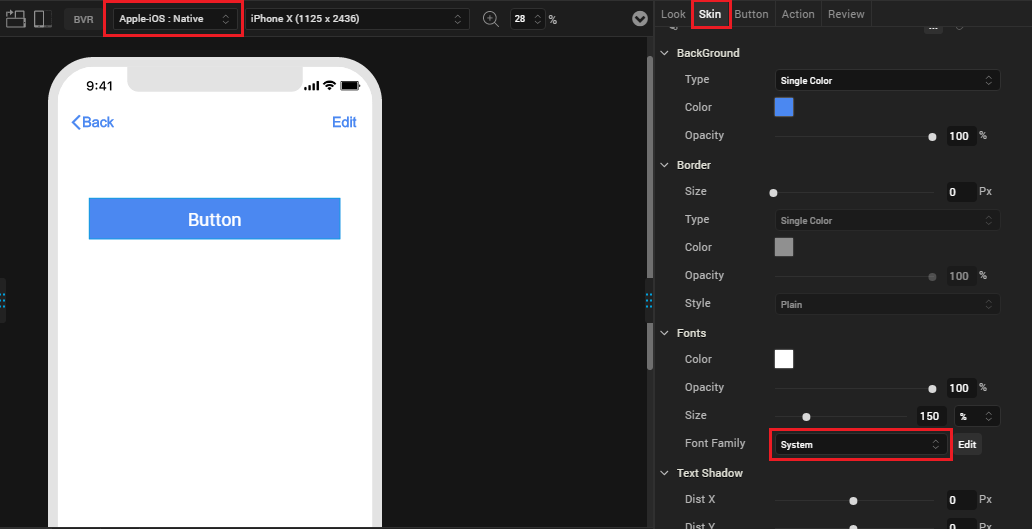 BVR Apple-iOS : Native iPhone X (1125 x 2436) 28 %
Look Skin Button Action Review
9:41
Back Edit
Button
BackGround
Type Single Color
Color
Opacity 100 %
Border
Size 0 Px
Type Single Color
Color
Opacity 100 %
Style Plain
Fonts
Color
Opacity 100 %
Size 150 %
Font Family System Edit
Text Shadow
Dist X 0 Px
Dist Y 0 Px